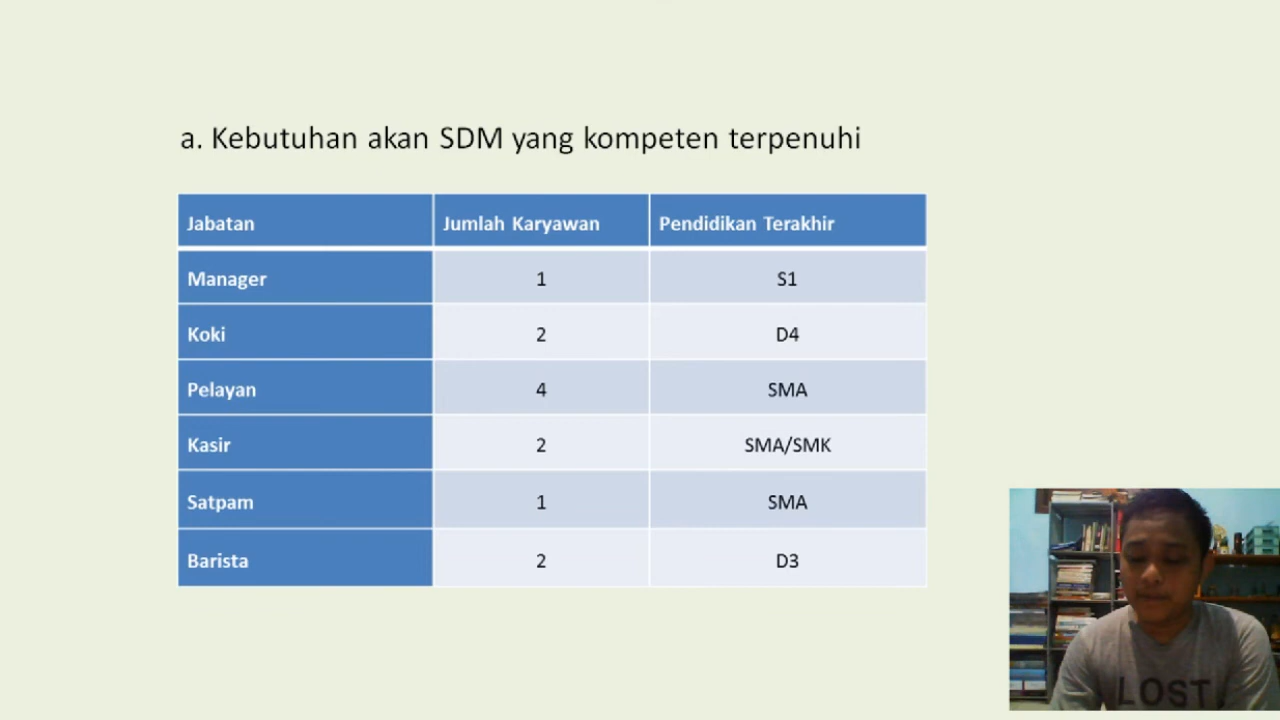 a. Kebutuhan akan SDM yang kompeten terpenuhi
Jabatan Jumlah Karyawan Pendidikan Terakhir
Manager 1 S1
Koki 2 D4
Pelayan 4 SMA
Kasir 2 SMA/SMK
Satpam 1 SMA
Barista 2 D3
LOST